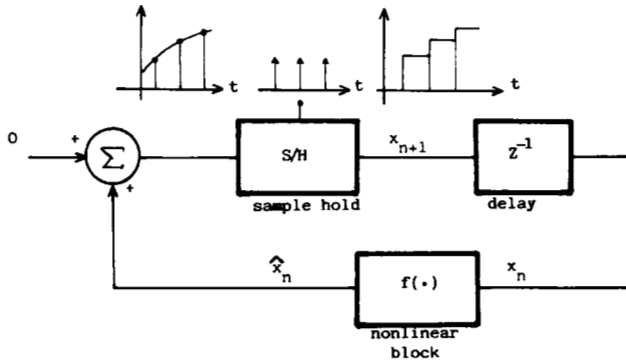 t
t
t
0
+
Σ
+
S/H
sample hold
x_{n+1}
Z^{-1}
delay
x̂_n
f(.)
nonlinear
block
x_n